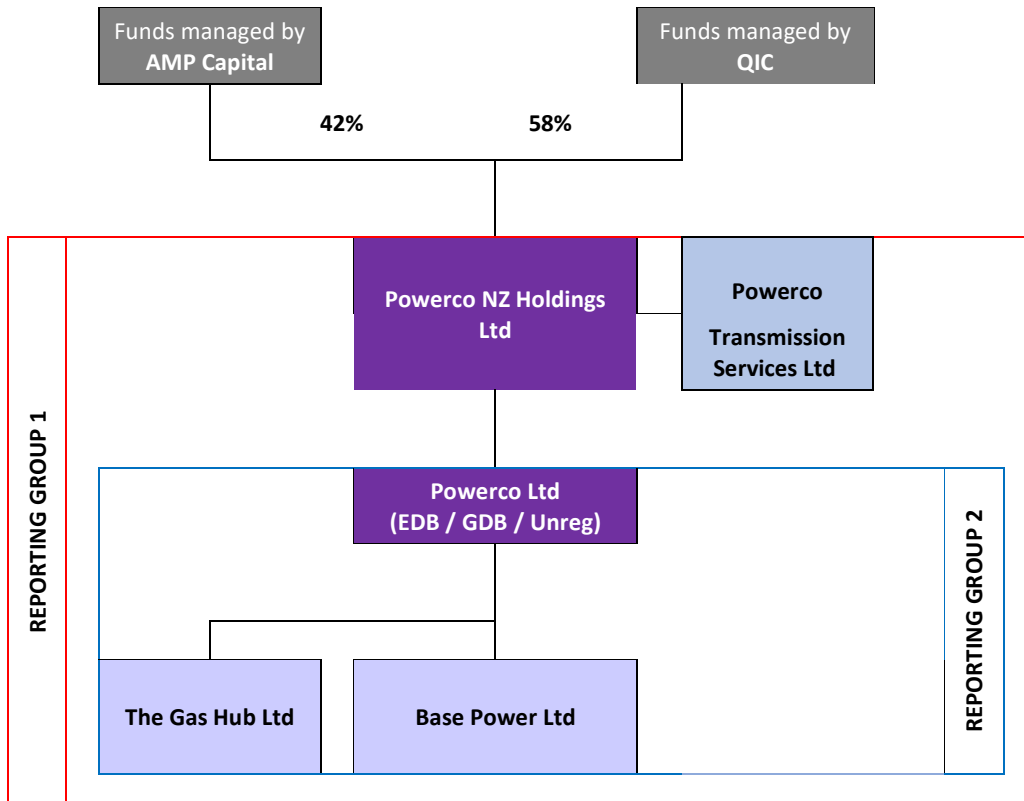 Funds managed by
AMP Capital
Funds managed by
QIC
42%
58%
Powerco NZ Holdings
Ltd
Powerco
Transmission
Services Ltd
REPORTING GROUP 1
Powerco Ltd
(EDB / GDB / Unreg)
REPORTING GROUP 2
The Gas Hub Ltd
Base Power Ltd